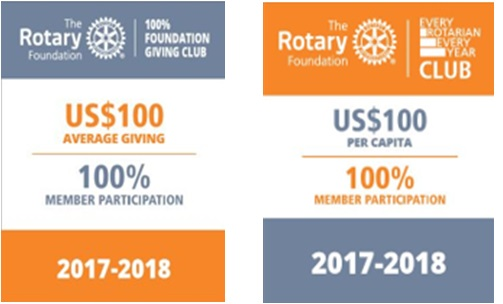 The
Rotary
Foundation
100%
FOUNDATION
GIVING CLUB
US$100
AVERAGE GIVING
100%
MEMBER PARTICIPATION
2017-2018
The
Rotary
Foundation
EVERY
ROTARIAN
EVERY
YEAR
CLUB
US$100
PER CAPITA
100%
MEMBER PARTICIPATION
2017-2018